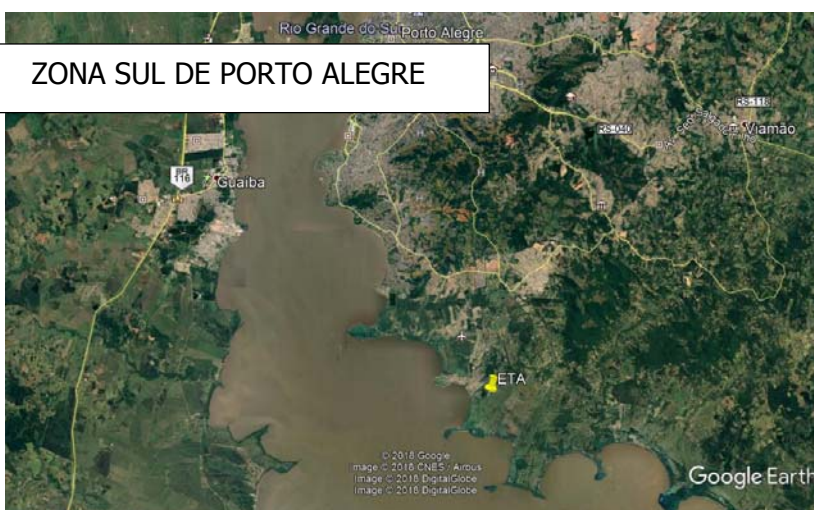 Rio Grande do Sul
Porto Alegre
ZONA SUL DE PORTO ALEGRE
RS-118
RS-040
Viamão
BR
116
Guaíba
ETA
© 2018 Google
Image © 2018 CNES / Airbus
Image © 2018 DigitalGlobe
Image © 2018 DigitalGlobe
Google Earth